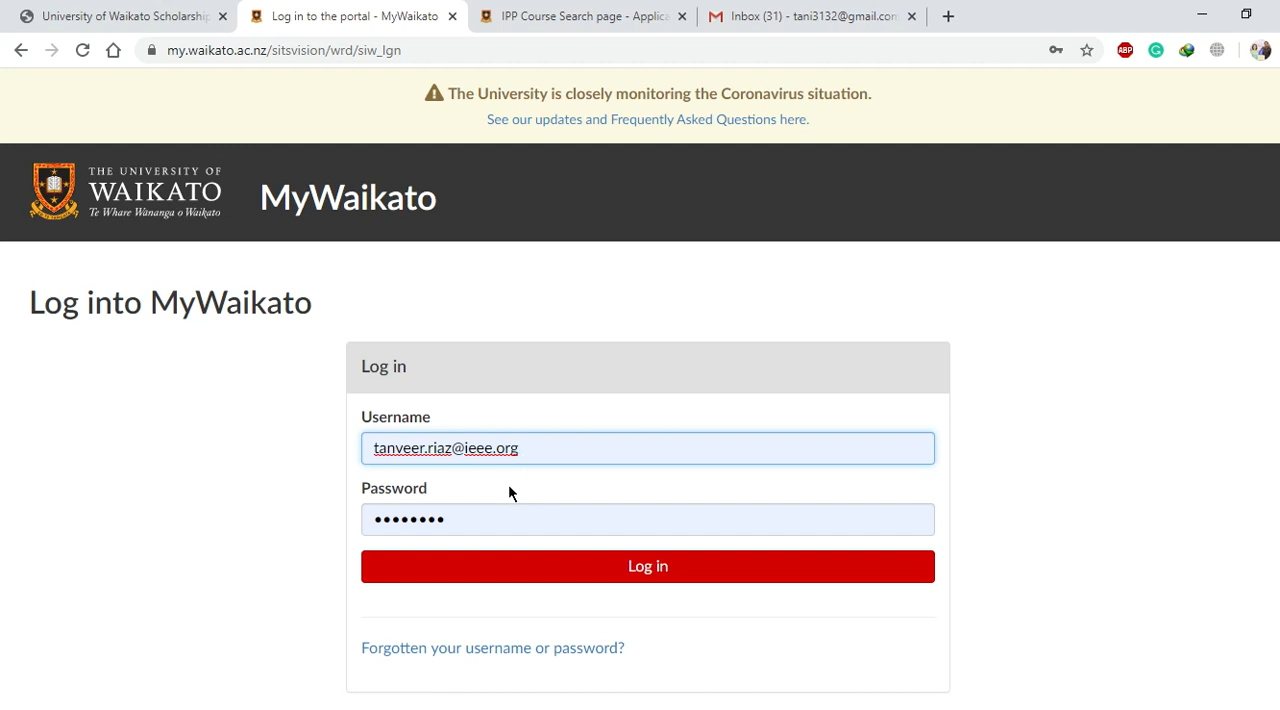 University of Waikato Scholarship
Log in to the portal - MyWaikato
IPP Course Search page - Applica
Inbox (31) - tani3132@gmail.com
my.waikato.ac.nz/sitsvision/wrd/siw_lgn
ABP
The University is closely monitoring the Coronavirus situation.
See our updates and Frequently Asked Questions here.
THE UNIVERSITY OF
WAIKATO
Te Whare Wānanga o Waikato
MyWaikato
Log into MyWaikato
Log in
Username
tanveer.riaz@ieee.org
Password
••••••••
Log in
Forgotten your username or password?